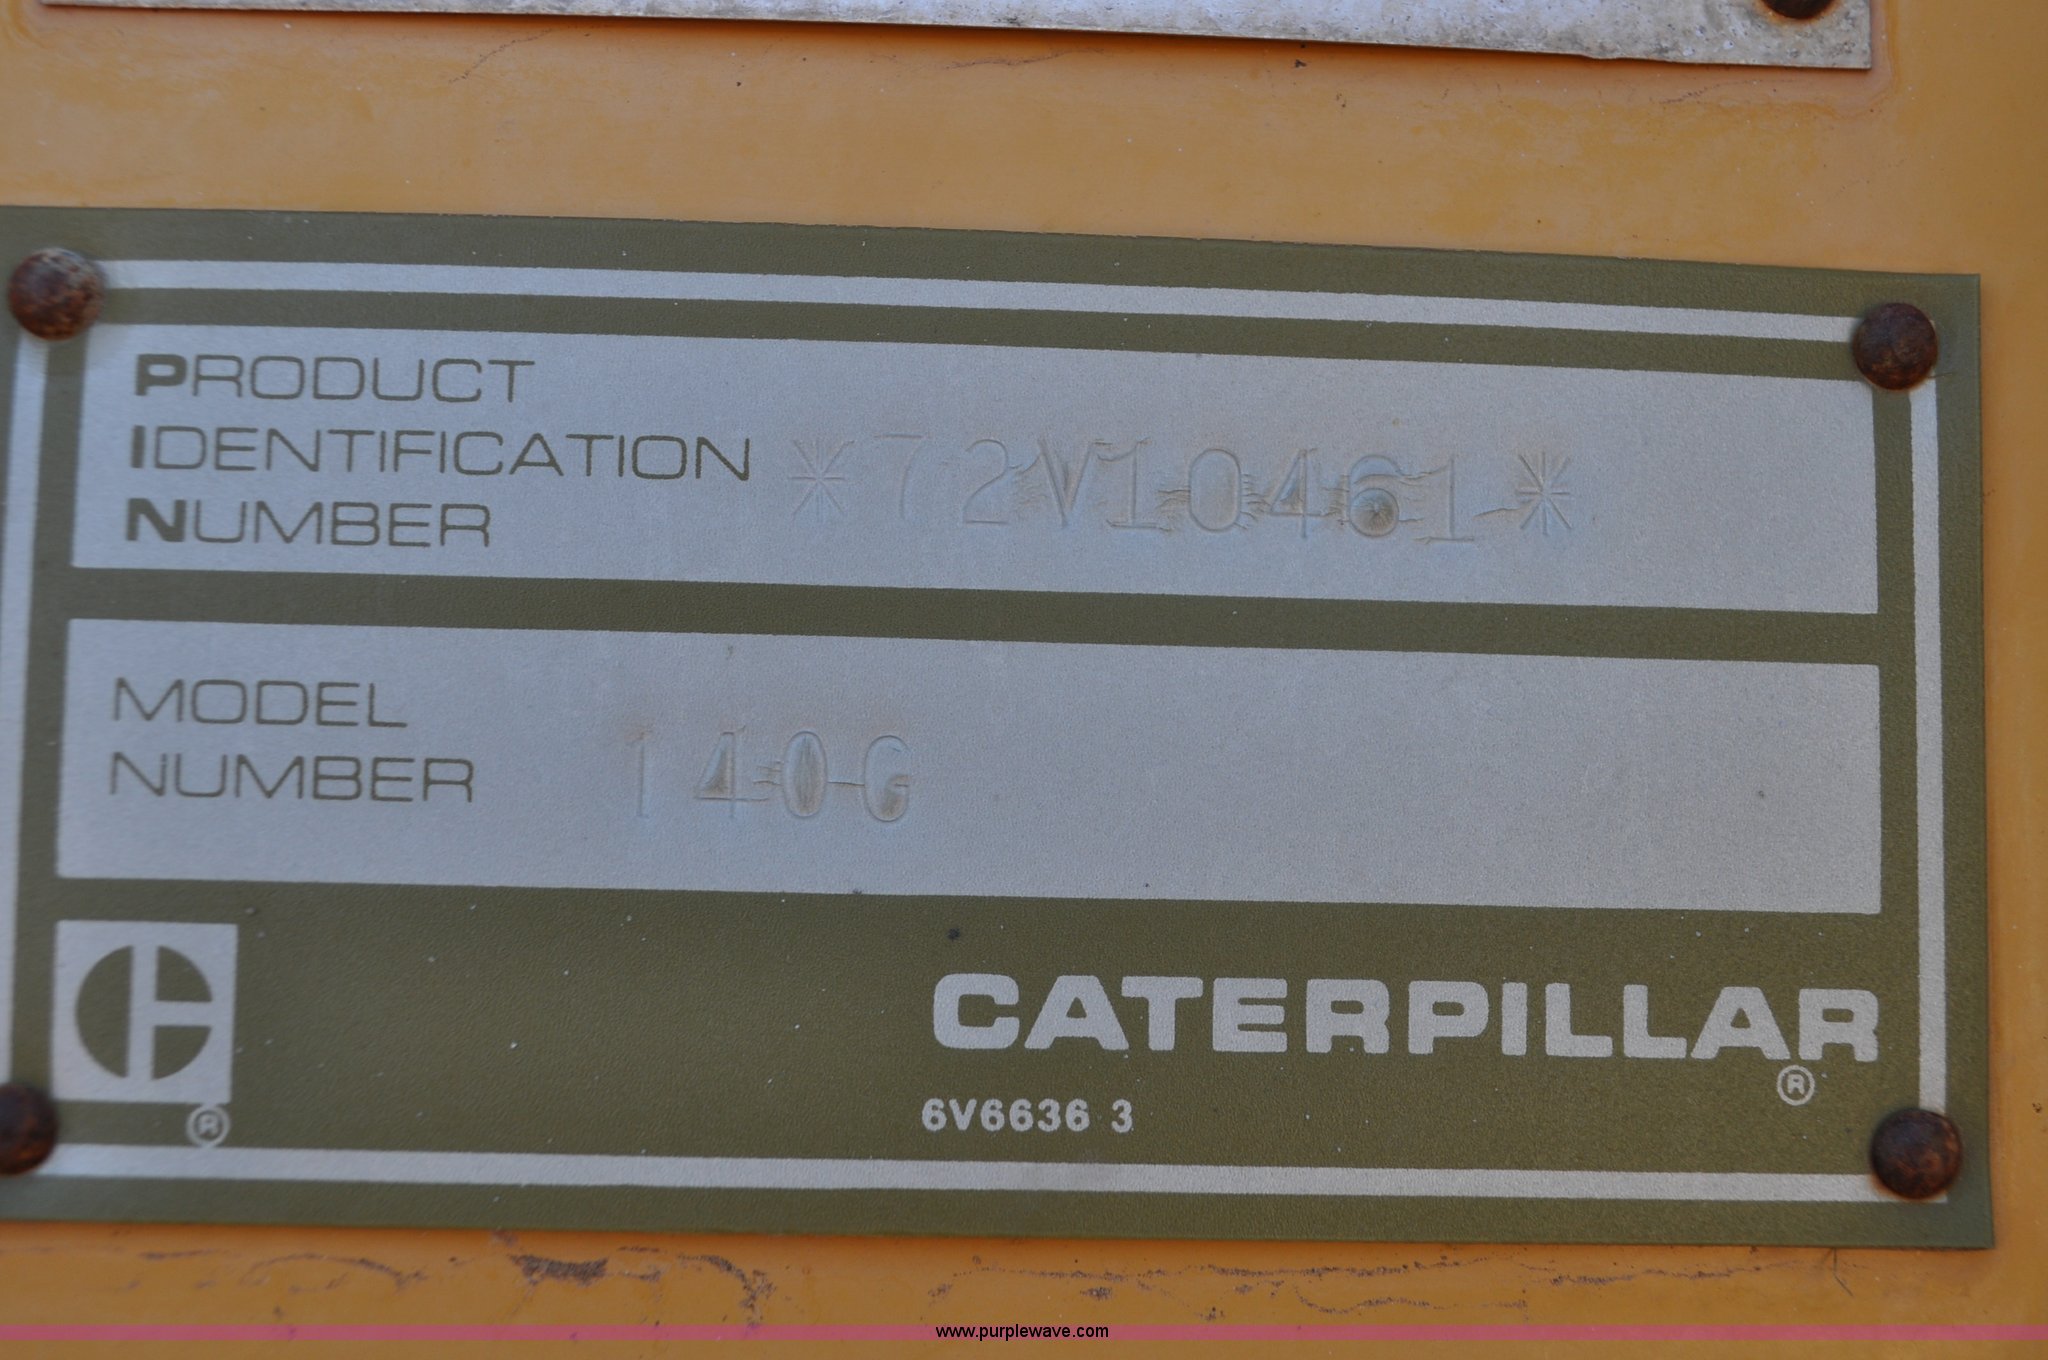 PRODUCT
IDENTIFICATION *72V10461*
NUMBER
MODEL
NUMBER 140G
CATERPILLAR
®
®
6V6636 3
www.purplewave.com